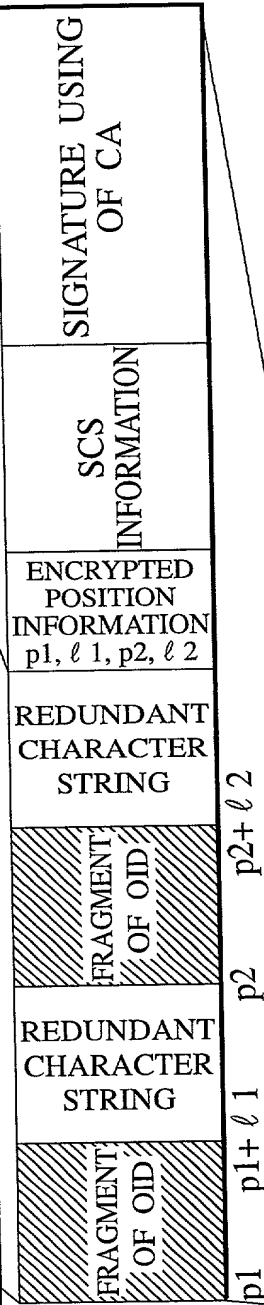 SIGNATURE USING
OF CA
SCS
INFORMATION
ENCRYPTED
POSITION
INFORMATION
p1, ℓ 1, p2, ℓ 2
REDUNDANT
CHARACTER
STRING
FRAGMENT
OF OID
REDUNDANT
CHARACTER
STRING
FRAGMENT
OF OID
p1
p1+ ℓ 1
p2
p2+ ℓ 2